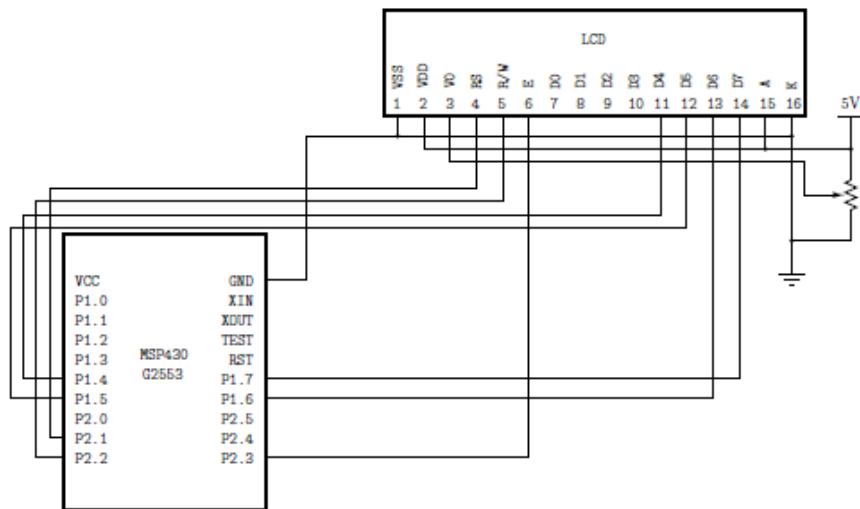 LCD
VSS VDD VO RS R/W E D0 D1 D2 D3 D4 D5 D6 D7 A K
1 2 3 4 5 6 7 8 9 10 11 12 13 14 15 16
5V
VCC GND
P1.0 XIN
P1.1 XOUT
P1.2 TEST
MSP430
P1.3 RST
G2553
P1.4 P1.7
P1.5 P1.6
P2.0 P2.5
P2.1 P2.4
P2.2 P2.3